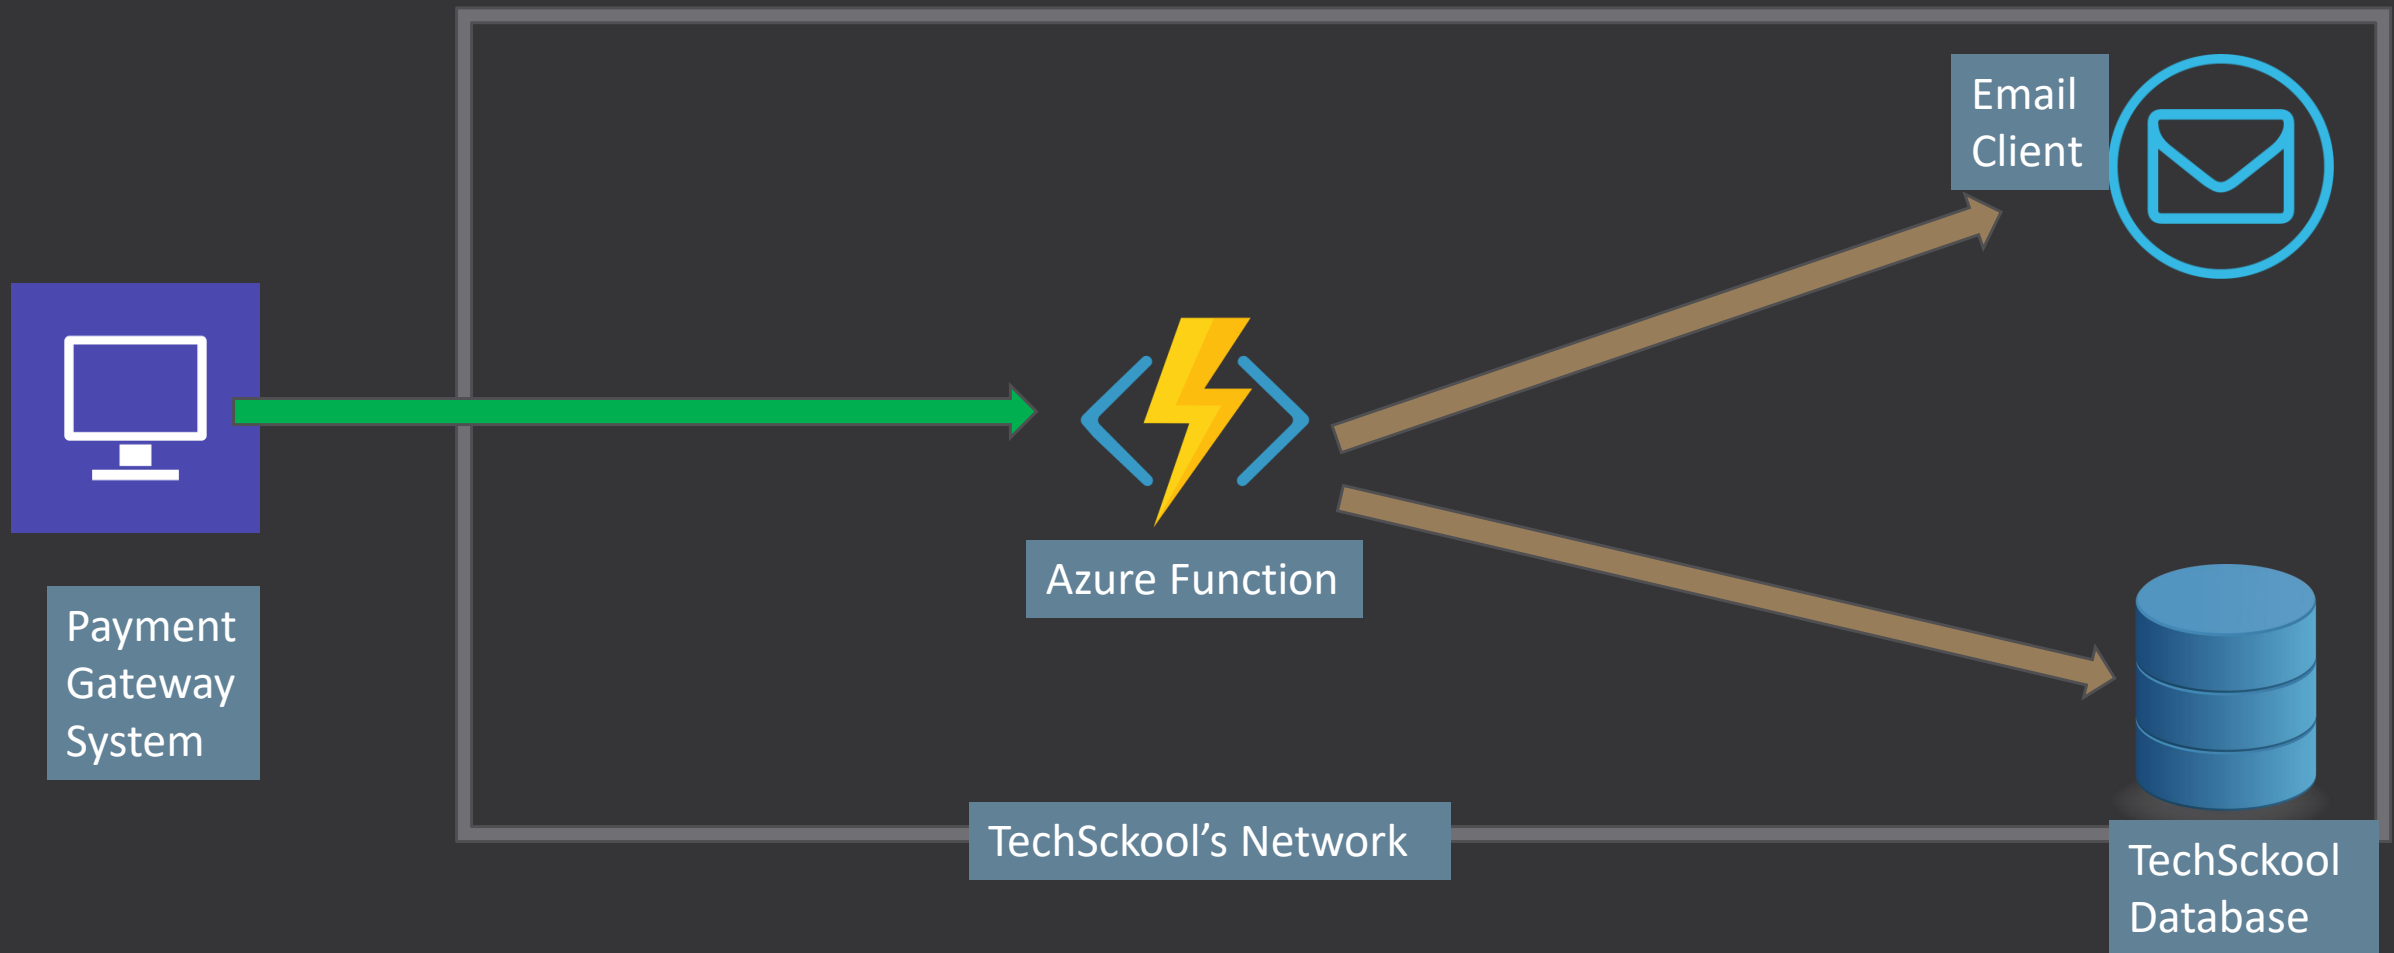 Email
Client
Azure Function
Payment
Gateway
System
TechSckool’s Network
TechSckool
Database